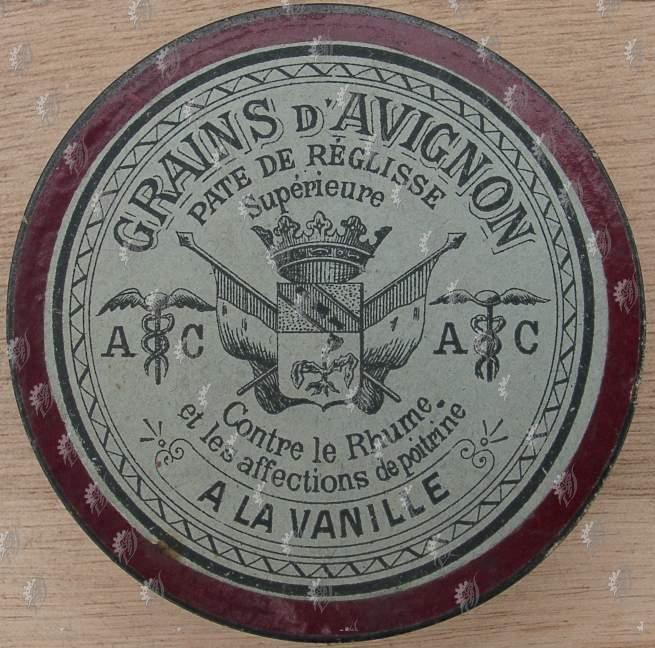 GRAINS D'AVIGNON
PATE DE RÉGLISSE
Supérieure
A C
A C
Contre le Rhume
et les affections de poitrine
A LA VANILLE